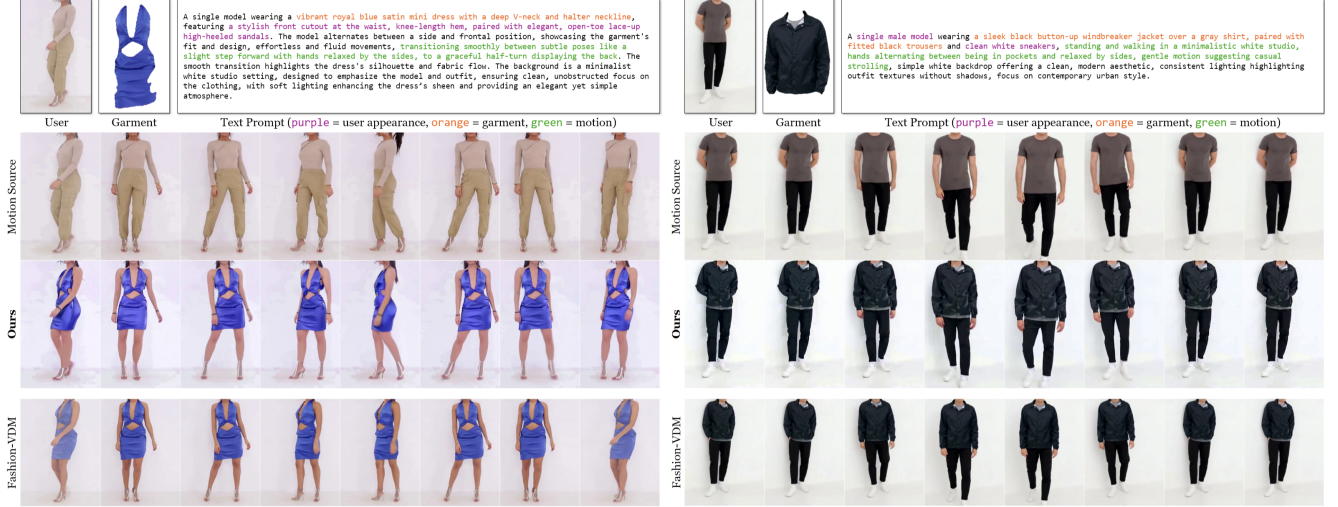 A single model wearing a vibrant royal blue satin mini dress with a deep V-neck and halter neckline,
featuring a stylish front cutout at the waist, knee-length hem, paired with elegant, open-toe lace-up
high-heeled sandals. The model alternates between a side and frontal position, showcasing the garment's
fit and design, effortless and fluid movements, transitioning smoothly between subtle poses like a
slight step forward with hands relaxed by the sides, to a graceful half-turn displaying the back. The
smooth transition highlights the dress's silhouette and fabric flow. The background is a minimalist
white studio setting, designed to emphasize the model and outfit, ensuring clean, unobstructed focus on
the clothing, with soft lighting enhancing the dress's sheen and providing an elegant yet simple
atmosphere.
User
Garment
Text Prompt (purple = user appearance, orange = garment, green = motion)
Motion Source
Ours
Fashion-VDM
A single male model wearing a sleek black button-up windbreaker jacket over a gray shirt, paired with
fitted black trousers and clean white sneakers, standing and walking in a minimalistic white studio,
hands alternating between being in pockets and relaxed by sides, gentle motion suggesting casual
strolling, simple white backdrop offering a clean, modern aesthetic, consistent lighting highlighting
outfit textures without shadows, focus on contemporary urban style.
User
Garment
Text Prompt (purple = user appearance, orange = garment, green = motion)
Motion Source
Ours
Fashion-VDM